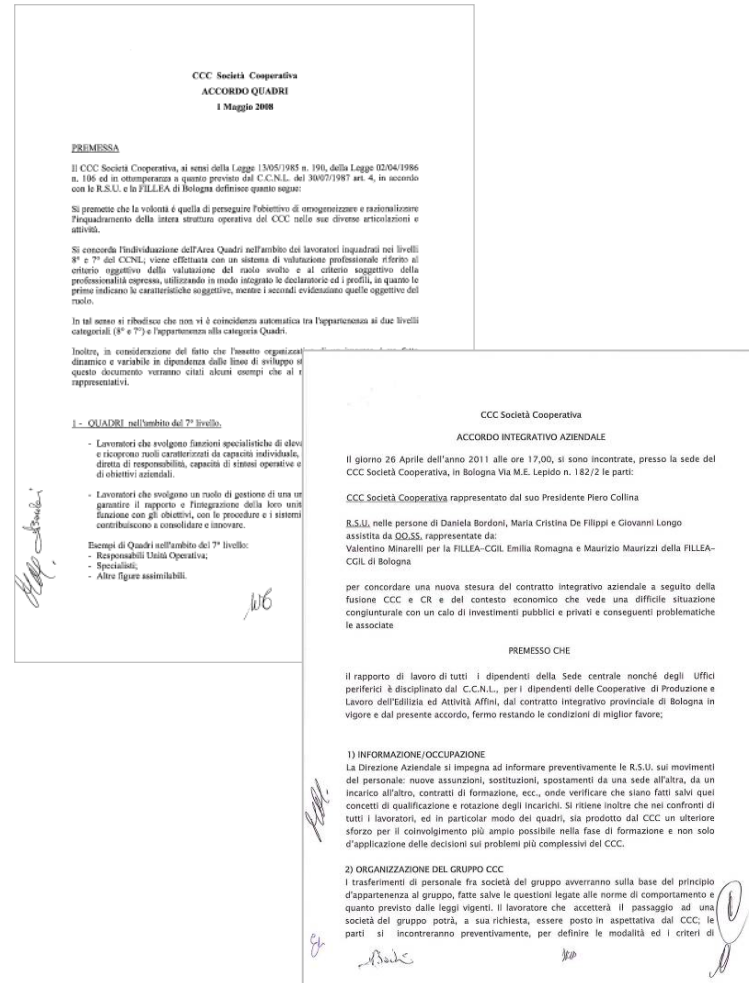 CCC Società Cooperativa
ACCORDO QUADRI
1 Maggio 2008
PREMESSA
Il CCC Società Cooperativa, ai sensi della Legge 13/05/1985 n. 190, della Legge 02/04/1986
n. 106 ed in ottemperanza a quanto previsto dal C.C.N.L. del 30/07/1987 art. 4, in accordo
con le R.S.U. e la FILLEA di Bologna definisce quanto segue:
Si premette che la volontà é quella di perseguire l'obiettivo di omogeneizzare e razionalizzare
l'inquadramento della intera struttura operativa del CCC nelle sue diverse articolazioni e
attività.
Si concorda l'individuazione dell'Area Quadri nell'ambito dei lavoratori inquadrati nei livelli
8° e 7° del CCNL; viene effettuata con un sistema di valutazione professionale riferito al
criterio oggettivo della valutazione del ruolo svolto e al criterio soggettivo della
professionalità espressa, utilizzando in modo integrato le declaratorie ed i profili, in quanto le
prime indicano le caratteristiche soggettive, mentre i secondi evidenziano quelle oggettive del
ruolo.
In tal senso si ribadisce che non vi è coincidenza automatica tra l'appartenenza ai due livelli
categoriali (8° e 7°) e l'appartenenza alla categoria Quadri.
Inoltre, in considerazione del fatto che l'assetto
dinamico e variabile in dipendenza dalle linee di sviluppo
questo documento verranno citati alcuni esempi che al
rappresentativi.
1 - QUADRI nell'ambito del 7° livello.
- Lavoratori che svolgono funzioni specialistiche di
e ricoprono ruoli caratterizzati da capacità individuale,
diretta di responsabilità, capacità di sintesi operative e
di obiettivi aziendali.
- Lavoratori che svolgono un ruolo di gestione di una
garantire il rapporto e l'integrazione della loro
funzione con gli obiettivi, con le procedure e i sistemi
contribuiscono a consolidare e innovare.
Esempi di Quadri nell'ambito del 7° livello:
- Responsabili Unità Operativa;
- Specialisti;
- Altre figure assimilabili.
CCC Società Cooperativa
ACCORDO INTEGRATIVO AZIENDALE
Il giorno 26 Aprile dell'anno 2011 alle ore 17,00, si sono incontrate, presso la sede del
CCC Società Cooperativa, in Bologna Via M.E. Lepido n. 182/2 le parti:
CCC Società Cooperativa rappresentato dal suo Presidente Piero Collina
R.S.U. nelle persone di Daniela Bordoni, Maria Cristina De Filippi e Giovanni Longo
assistita da OO.SS. rappresentate da:
Valentino Minarelli per la FILLEA-CGIL Emilia Romagna e Maurizio Maurizzi della FILLEA-
CGIL di Bologna
per concordare una nuova stesura del contratto integrativo aziendale a seguito della
fusione CCC e CR e del contesto economico che vede una difficile situazione
congiunturale con un calo di investimenti pubblici e privati e conseguenti problematiche
le associate
PREMESSO CHE
il rapporto di lavoro di tutti i dipendenti della Sede centrale nonché degli Uffici
periferici è disciplinato dal C.C.N.L., per i dipendenti delle Cooperative di Produzione e
Lavoro dell'Edilizia ed Attività Affini, dal contratto integrativo provinciale di Bologna in
vigore e dal presente accordo, fermo restando le condizioni di miglior favore;
1) INFORMAZIONE/OCCUPAZIONE
La Direzione Aziendale si impegna ad informare preventivamente le R.S.U. sui movimenti
del personale: nuove assunzioni, sostituzioni, spostamenti da una sede all'altra, da un
incarico all'altro, contratti di formazione, ecc., onde verificare che siano fatti salvi quei
concetti di qualificazione e rotazione degli incarichi. Si ritiene inoltre che nei confronti di
tutti i lavoratori, ed in particolar modo dei quadri, sia prodotto dal CCC un ulteriore
sforzo per il coinvolgimento più ampio possibile nella fase di formazione e non solo
d'applicazione delle decisioni sui problemi più complessivi del CCC.
2) ORGANIZZAZIONE DEL GRUPPO CCC
I trasferimenti di personale fra società del gruppo avverranno sulla base del principio
d'appartenenza al gruppo, fatte salve le questioni legate alle norme di comportamento e
quanto previsto dalle leggi vigenti. Il lavoratore che accetterà il passaggio ad una
società del gruppo potrà, a sua richiesta, essere posto in aspettativa dal CCC; le
parti si incontreranno preventivamente, per definire le modalità ed i criteri di